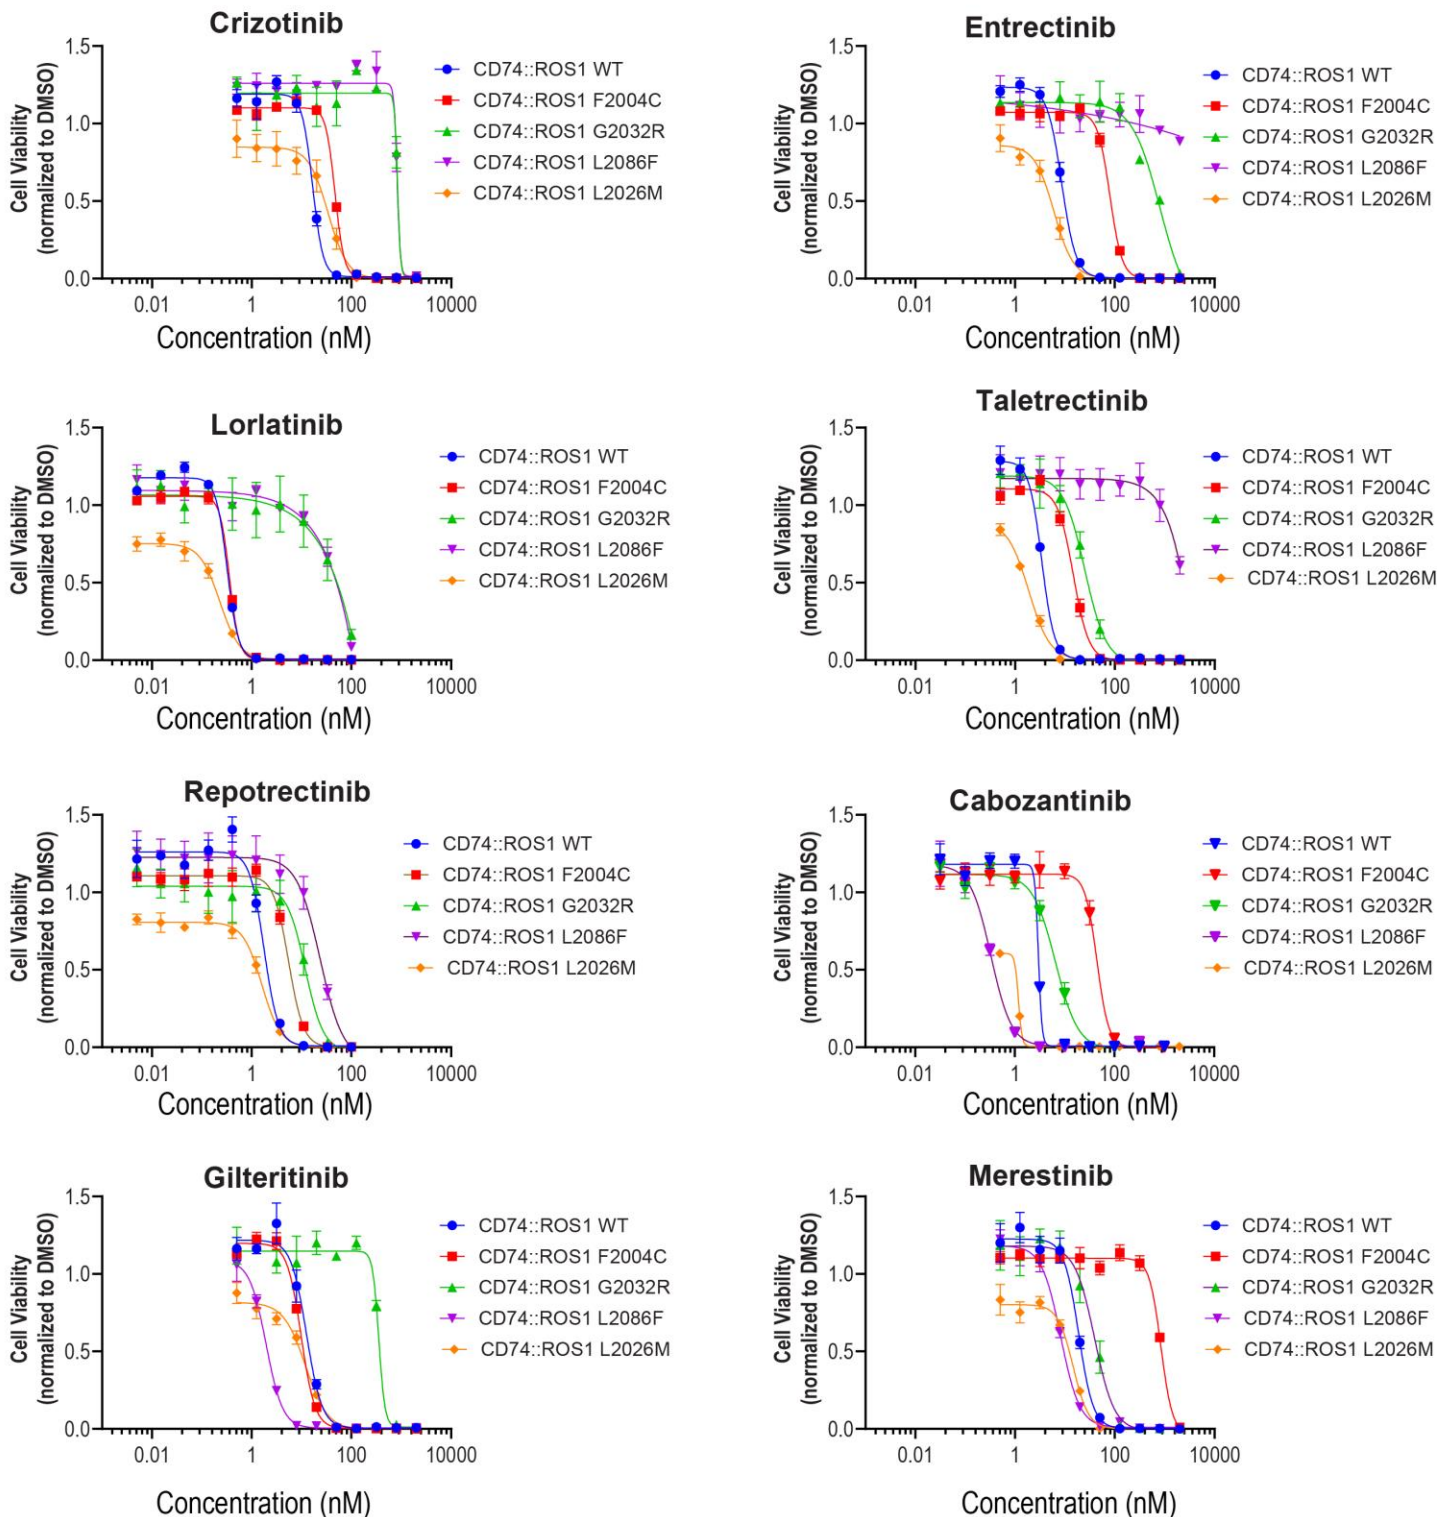 Crizotinib
Cell Viability
(normalized to DMSO)
1.5
1.0
0.5
0.0
0.01
1
100
10000
Concentration (nM)
CD74::ROS1 WT
CD74::ROS1 F2004C
CD74::ROS1 G2032R
CD74::ROS1 L2086F
CD74::ROS1 L2026M
Entrectinib
Cell Viability
(normalized to DMSO)
1.5
1.0
0.5
0.0
0.01
1
100
10000
Concentration (nM)
CD74::ROS1 WT
CD74::ROS1 F2004C
CD74::ROS1 G2032R
CD74::ROS1 L2086F
CD74::ROS1 L2026M
Lorlatinib
Cell Viability
(normalized to DMSO)
1.5
1.0
0.5
0.0
0.01
1
100
10000
Concentration (nM)
CD74::ROS1 WT
CD74::ROS1 F2004C
CD74::ROS1 G2032R
CD74::ROS1 L2086F
CD74::ROS1 L2026M
Taletrectinib
Cell Viability
(normalized to DMSO)
1.5
1.0
0.5
0.0
0.01
1
100
10000
Concentration (nM)
CD74::ROS1 WT
CD74::ROS1 F2004C
CD74::ROS1 G2032R
CD74::ROS1 L2086F
CD74::ROS1 L2026M
Repotrectinib
Cell Viability
(normalized to DMSO)
1.5
1.0
0.5
0.0
0.01
1
100
10000
Concentration (nM)
CD74::ROS1 WT
CD74::ROS1 F2004C
CD74::ROS1 G2032R
CD74::ROS1 L2086F
CD74::ROS1 L2026M
Cabozantinib
Cell Viability
(normalized to DMSO)
1.5
1.0
0.5
0.0
0.01
1
100
10000
Concentration (nM)
CD74::ROS1 WT
CD74::ROS1 F2004C
CD74::ROS1 G2032R
CD74::ROS1 L2086F
CD74::ROS1 L2026M
Gilteritinib
Cell Viability
(normalized to DMSO)
1.5
1.0
0.5
0.0
0.01
1
100
10000
Concentration (nM)
CD74::ROS1 WT
CD74::ROS1 F2004C
CD74::ROS1 G2032R
CD74::ROS1 L2086F
CD74::ROS1 L2026M
Merestinib
Cell Viability
(normalized to DMSO)
1.5
1.0
0.5
0.0
0.01
1
100
10000
Concentration (nM)
CD74::ROS1 WT
CD74::ROS1 F2004C
CD74::ROS1 G2032R
CD74::ROS1 L2086F
CD74::ROS1 L2026M